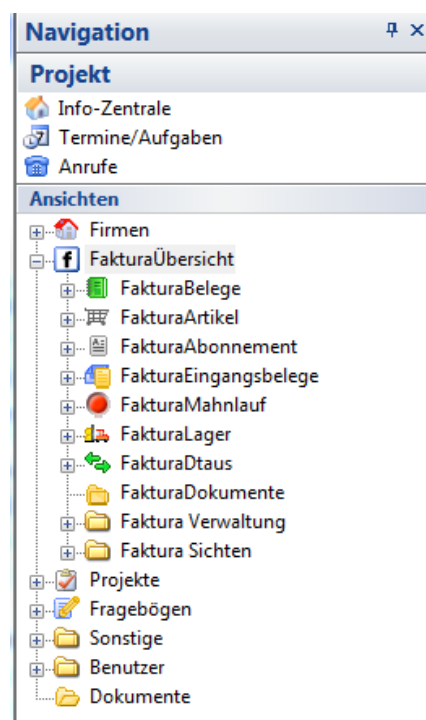 Navigation
Projekt
Info-Zentrale
Termine/Aufgaben
Anrufe
Ansichten
Firmen
FakturaÜbersicht
FakturaBelege
FakturaArtikel
FakturaAbonnement
FakturaEingangsbelege
FakturaMahnlauf
FakturaLager
FakturaDtaus
FakturaDokumente
Faktura Verwaltung
Faktura Sichten
Projekte
Fragebögen
Sonstige
Benutzer
Dokumente